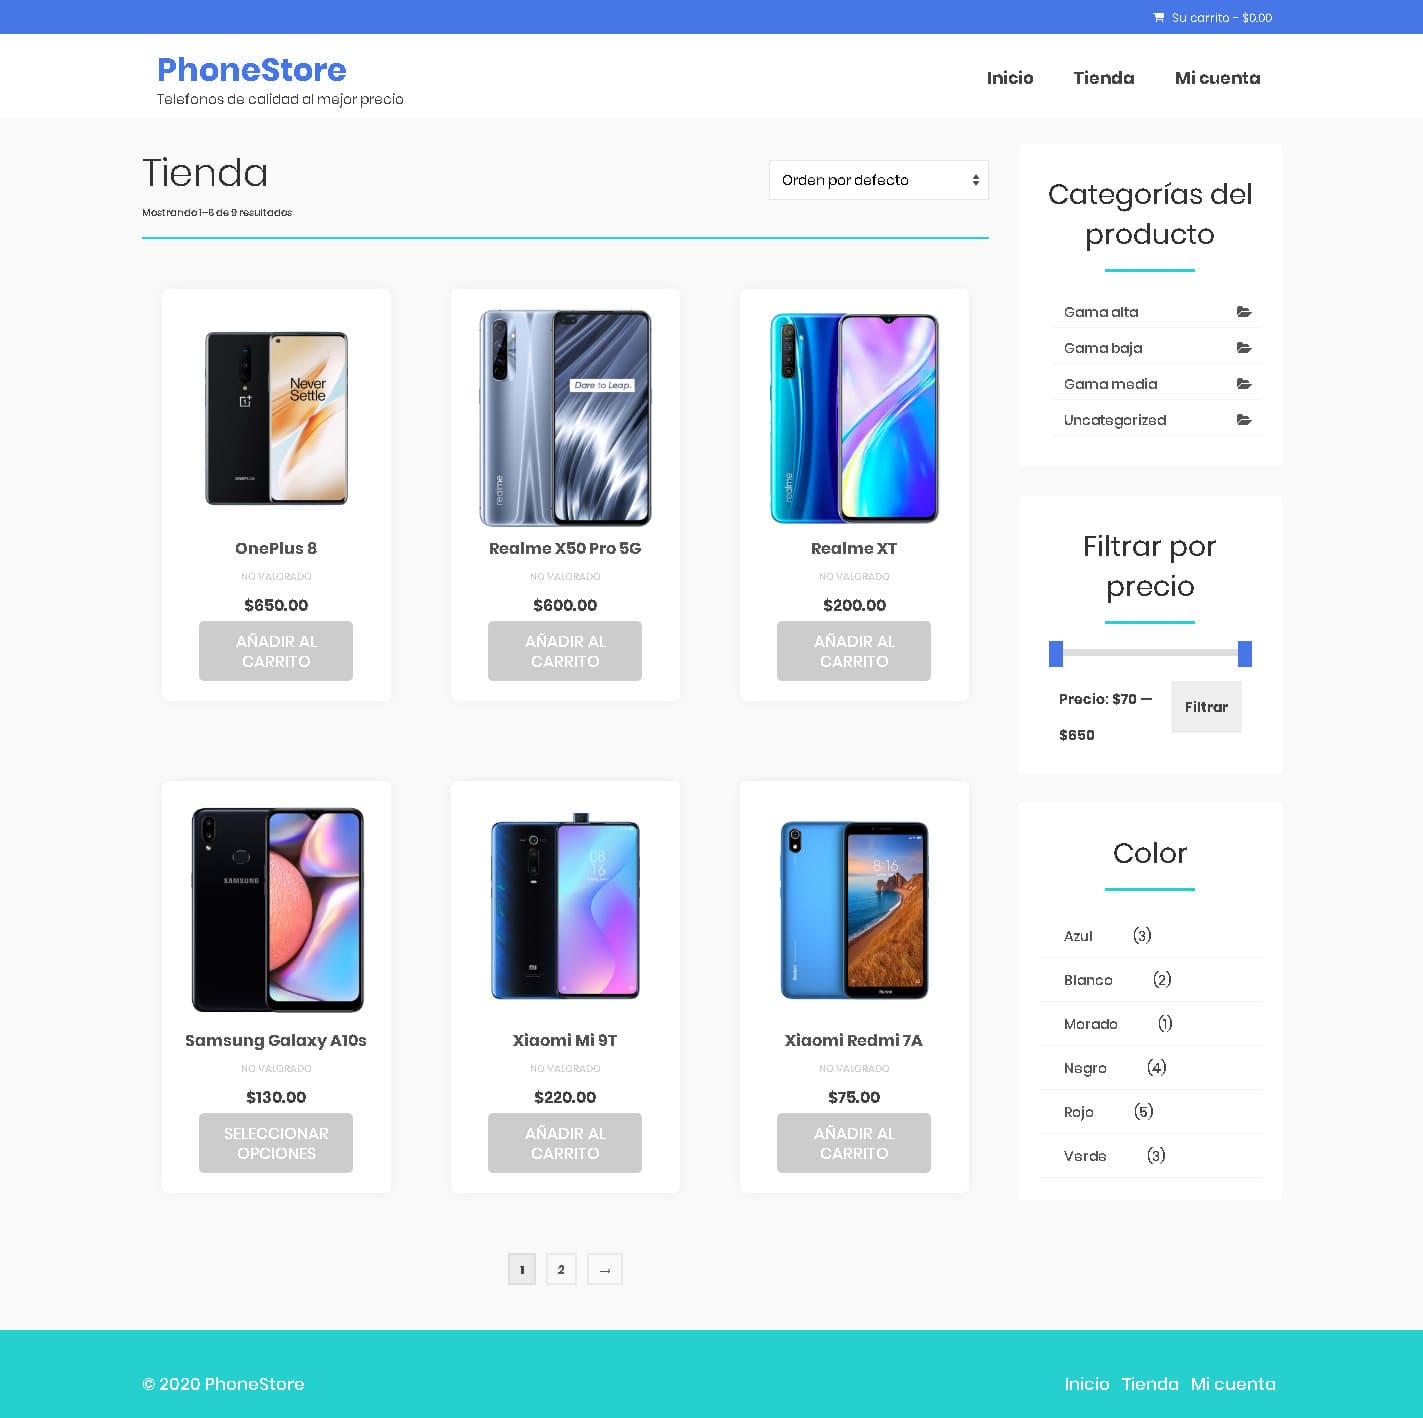 Su carrito - $0.00
PhoneStore
Telefonos de calidad al mejor precio
Inicio
Tienda
Mi cuenta
Tienda
Orden por defecto
Mostrando 1–6 de 9 resultados
Never
Settle
ONEPLUS
OnePlus 8
NO VALORADO
$650.00
AÑADIR AL
CARRITO
Dare to Leap.
realme
Realme X50 Pro 5G
NO VALORADO
$600.00
AÑADIR AL
CARRITO
realme
Realme XT
NO VALORADO
$200.00
AÑADIR AL
CARRITO
SAMSUNG
Samsung Galaxy A10s
NO VALORADO
$130.00
SELECCIONAR
OPCIONES
08
16
mi
Xiaomi Mi 9T
NO VALORADO
$220.00
AÑADIR AL
CARRITO
8:16
Redmi
Redmi
Xiaomi Redmi 7A
NO VALORADO
$75.00
AÑADIR AL
CARRITO
1
2
→
Categorías del
producto
Gama alta
Gama baja
Gama media
Uncategorized
Filtrar por
precio
Precio: $70 —
$650
Filtrar
Color
Azul (3)
Blanco (2)
Morado (1)
Negro (4)
Rojo (5)
Verde (3)
© 2020 PhoneStore
Inicio Tienda Mi cuenta